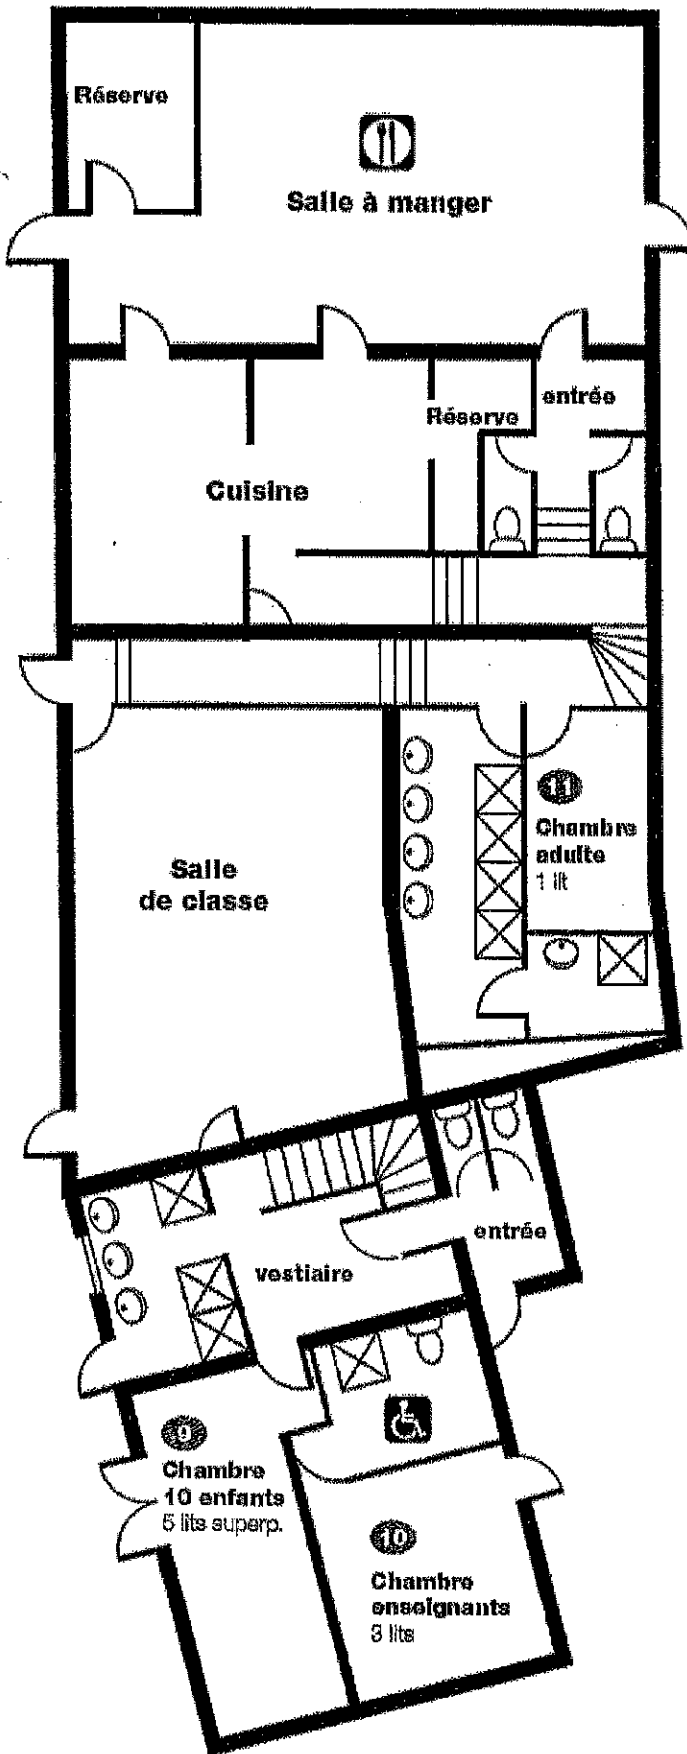 Réserve
Salle à manger
entrée
Réserve
Cuisine
11
Chambre
adulte
1 lit
Salle
de classe
entrée
vestiaire
9
Chambre
10 enfants
5 lits superp.
10
Chambre
enseignants
3 lits